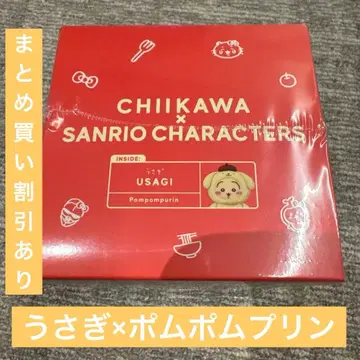 まとめ買い割引あり
CHIIKAWA
×
SANRIO CHARACTERS
INSIDE:
うさぎ
USAGI
Pompompurin
うさぎ×ポムポムプリン